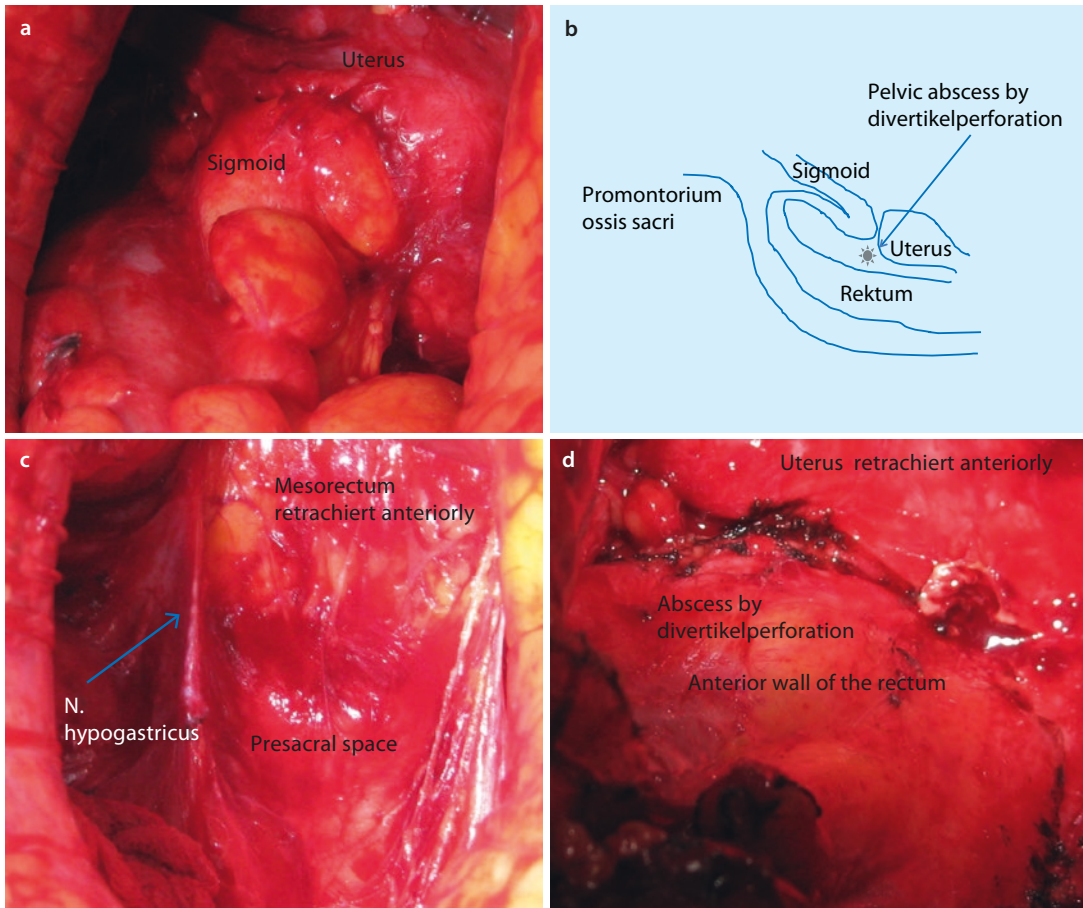 a
Uterus
Sigmoid
b
Pelvic abscess by
divertikelperforation
Sigmoid
Promontorium
ossis sacri
Uterus
Rektum
c
Mesorectum
retrachiert anteriorly
N.
hypogastricus
Presacral space
d
Uterus  retrachiert anteriorly
Abscess by
divertikelperforation
Anterior wall of the rectum